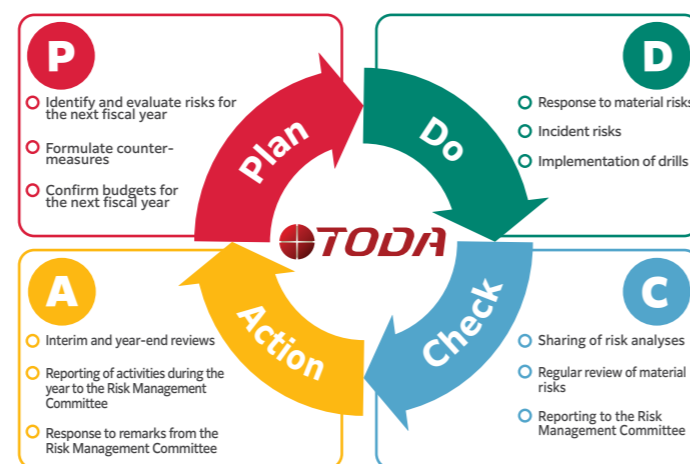 P
Identify and evaluate risks for
the next fiscal year
Formulate counter-
measures
Confirm budgets for
the next fiscal year
Plan
D
Response to material risks
Incident risks
Implementation of drills
Do
TODA
A
Interim and year-end reviews
Reporting of activities during the
year to the Risk Management
Committee
Response to remarks from the
Risk Management Committee
Action
C
Sharing of risk analyses
Regular review of material
risks
Reporting to the Risk
Management Committee
Check